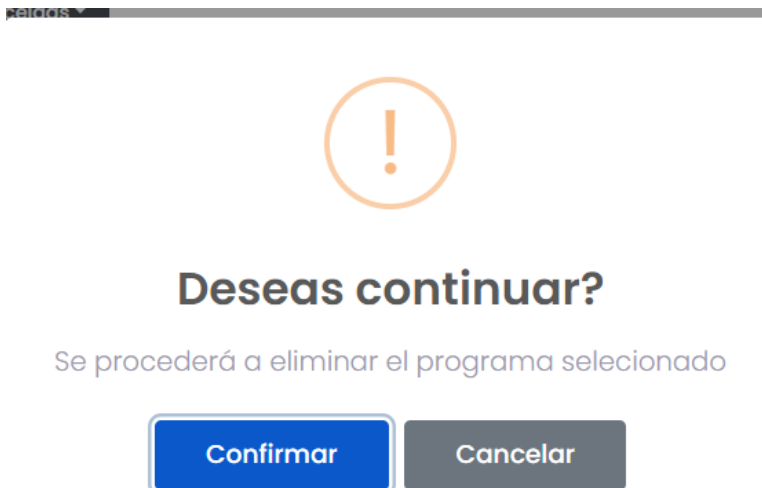 !
Deseas continuar?
Se procederá a eliminar el programa selecionado
Confirmar
Cancelar